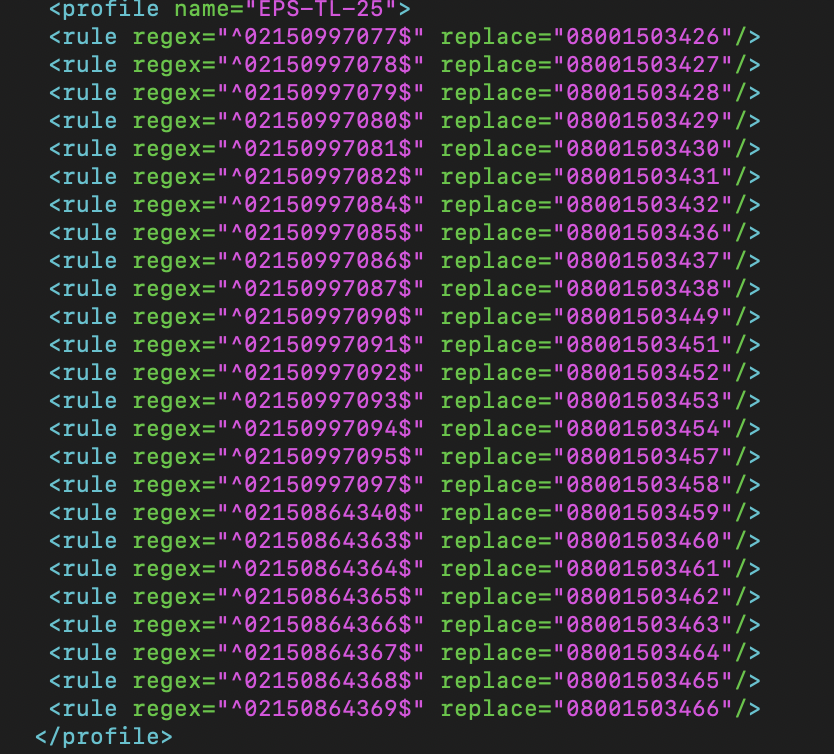 <profile name="EPS-TL-25">
<rule regex="^02150997077$" replace="08001503426"/>
<rule regex="^02150997078$" replace="08001503427"/>
<rule regex="^02150997079$" replace="08001503428"/>
<rule regex="^02150997080$" replace="08001503429"/>
<rule regex="^02150997081$" replace="08001503430"/>
<rule regex="^02150997082$" replace="08001503431"/>
<rule regex="^02150997084$" replace="08001503432"/>
<rule regex="^02150997085$" replace="08001503436"/>
<rule regex="^02150997086$" replace="08001503437"/>
<rule regex="^02150997087$" replace="08001503438"/>
<rule regex="^02150997090$" replace="08001503449"/>
<rule regex="^02150997091$" replace="08001503451"/>
<rule regex="^02150997092$" replace="08001503452"/>
<rule regex="^02150997093$" replace="08001503453"/>
<rule regex="^02150997094$" replace="08001503454"/>
<rule regex="^02150997095$" replace="08001503457"/>
<rule regex="^02150997097$" replace="08001503458"/>
<rule regex="^02150864340$" replace="08001503459"/>
<rule regex="^02150864363$" replace="08001503460"/>
<rule regex="^02150864364$" replace="08001503461"/>
<rule regex="^02150864365$" replace="08001503462"/>
<rule regex="^02150864366$" replace="08001503463"/>
<rule regex="^02150864367$" replace="08001503464"/>
<rule regex="^02150864368$" replace="08001503465"/>
<rule regex="^02150864369$" replace="08001503466"/>
</profile>